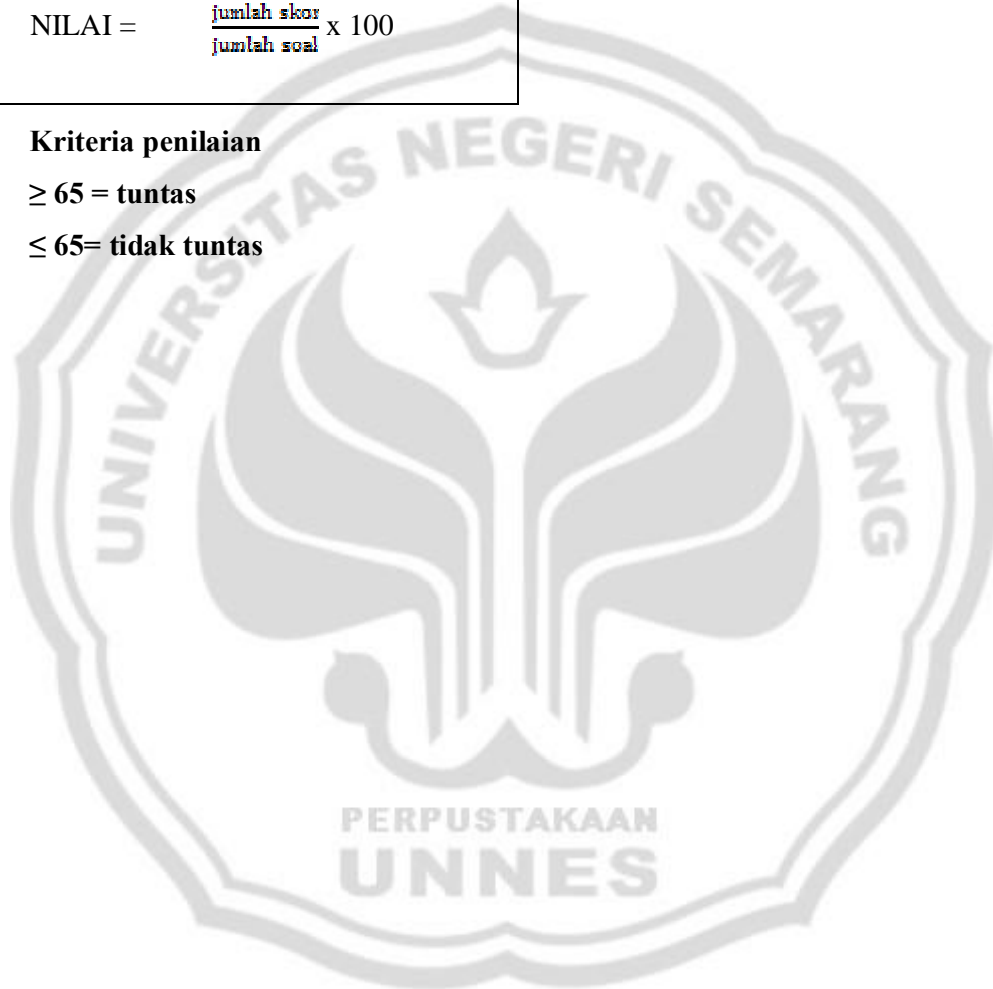 NILAI = jumlah skor / jumlah soal x 100
Kriteria penilaian
≥ 65 = tuntas
≤ 65= tidak tuntas
UNIVERSITAS NEGERI SEMARANG
PERPUSTAKAAN
UNNES